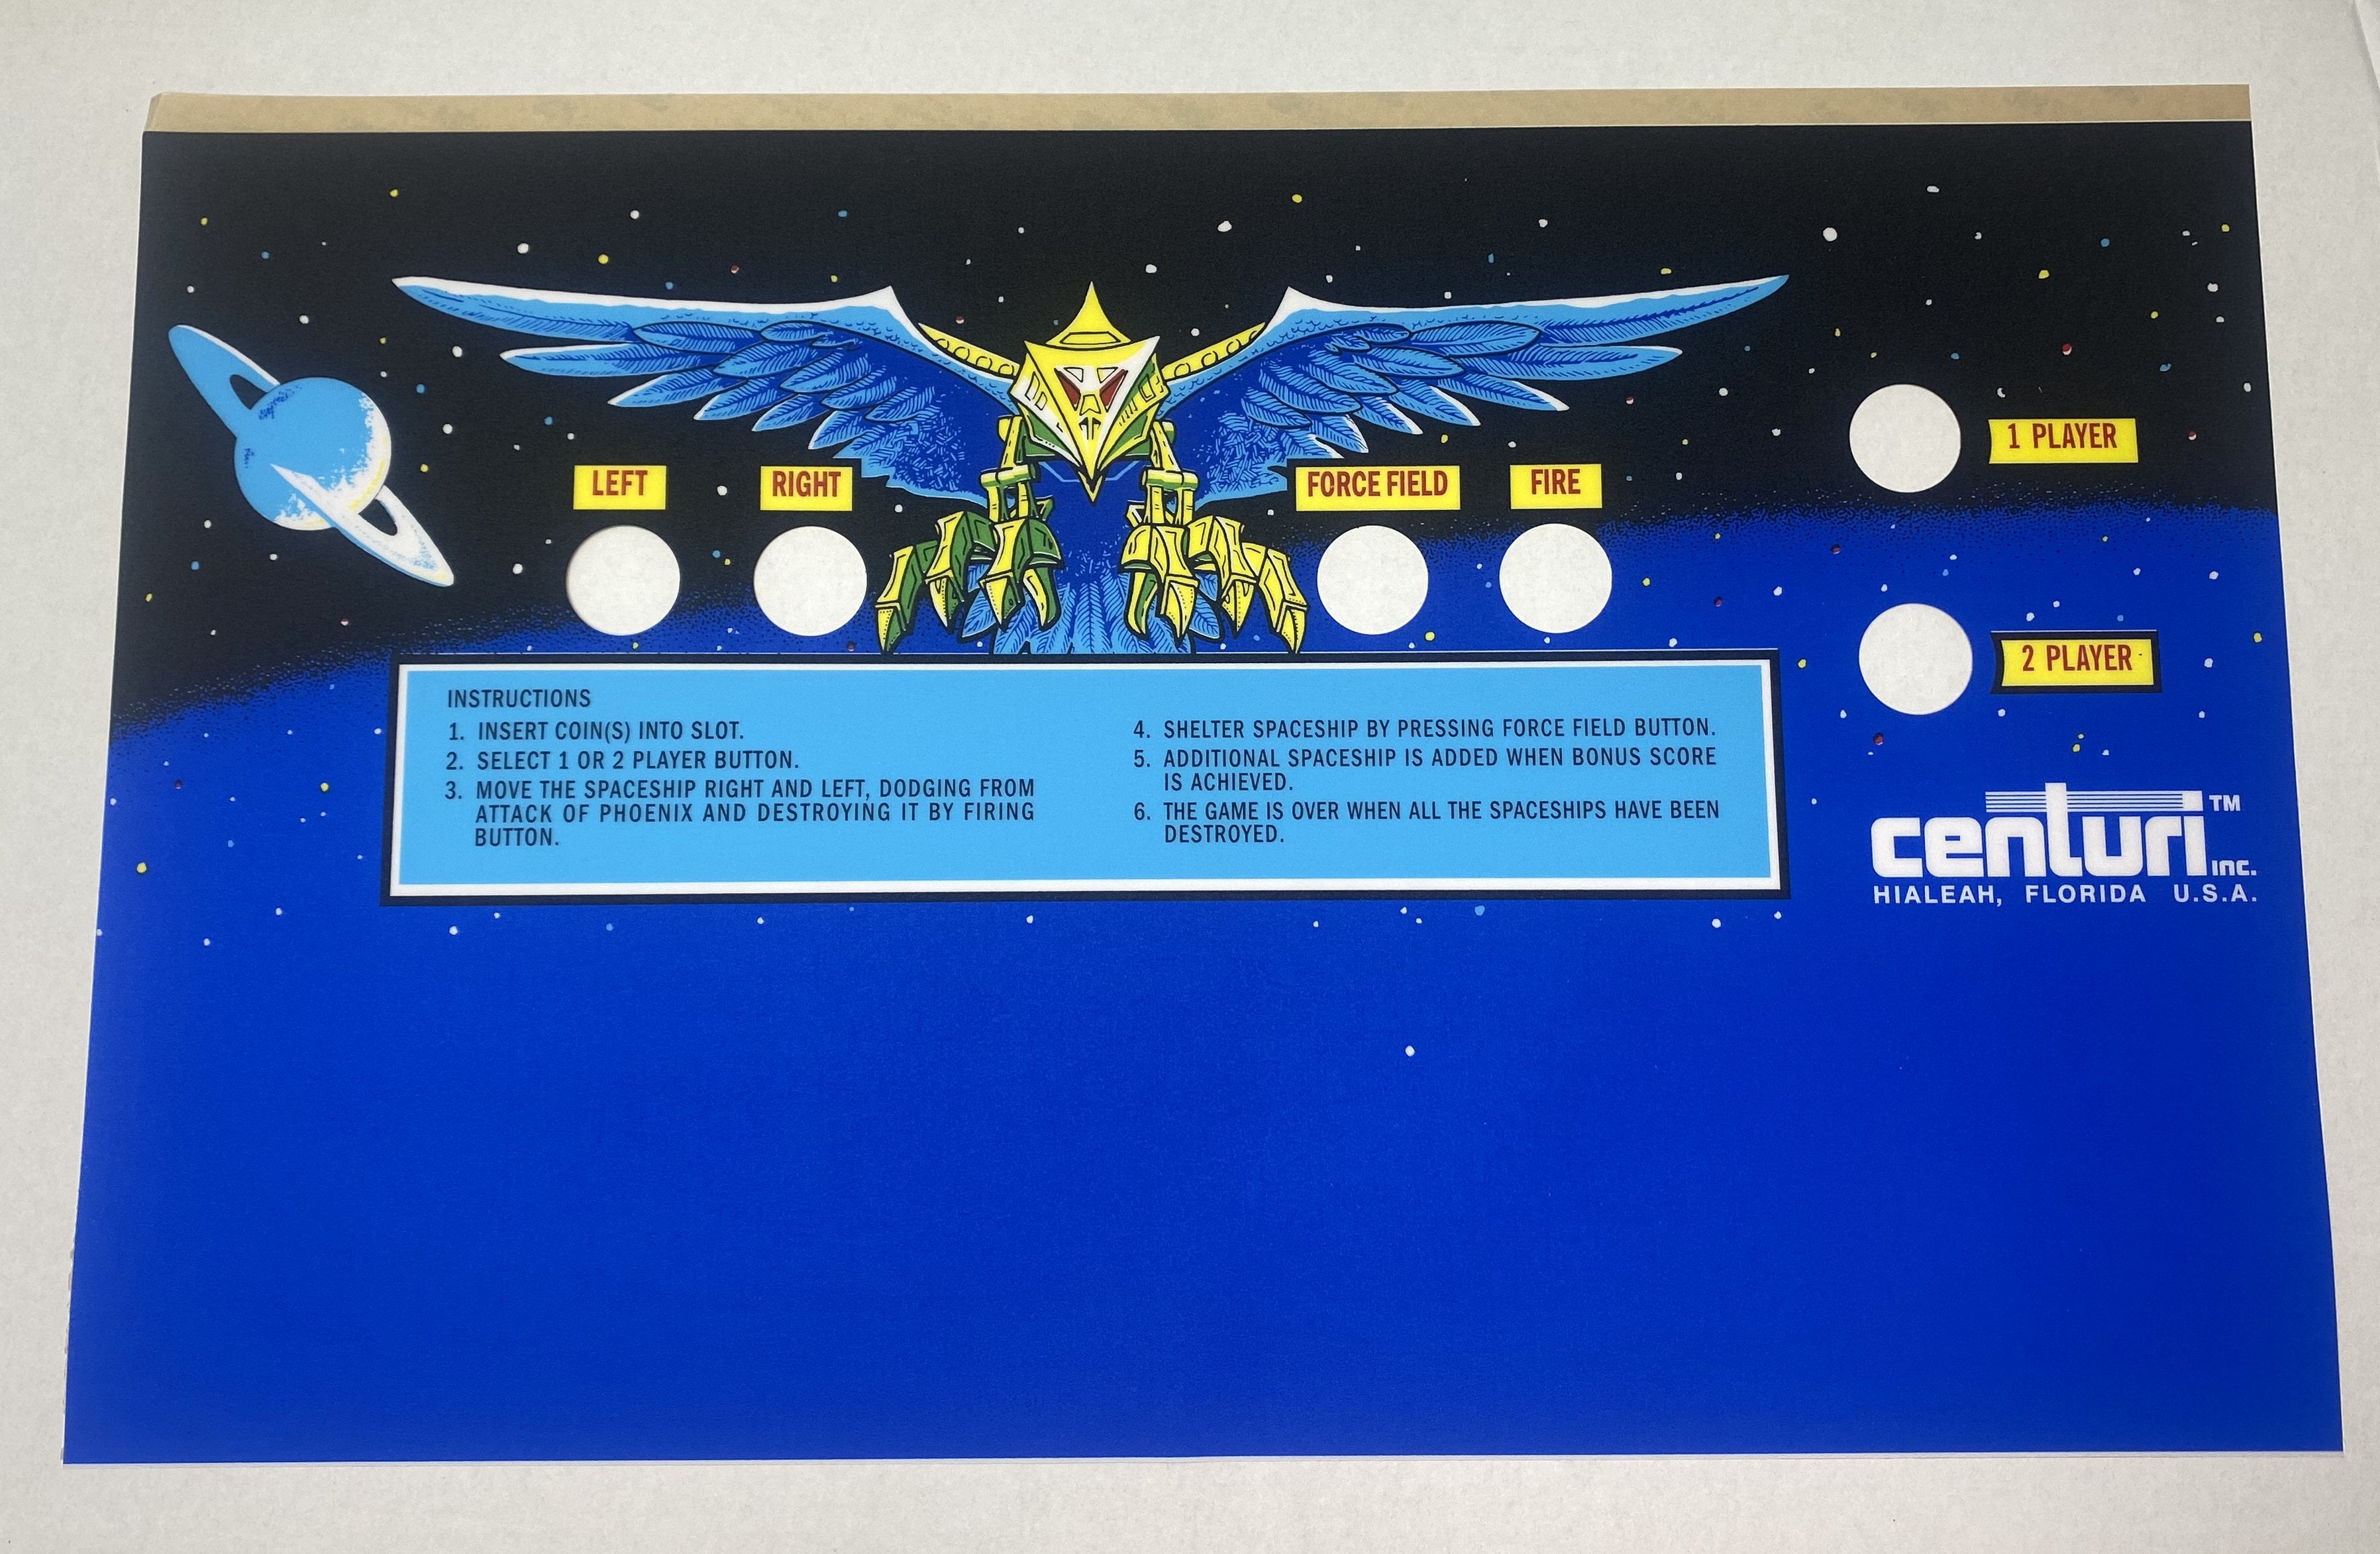 LEFT
RIGHT
FORCE FIELD
FIRE
1 PLAYER
2 PLAYER
INSTRUCTIONS
1. INSERT COIN(S) INTO SLOT.
2. SELECT 1 OR 2 PLAYER BUTTON.
3. MOVE THE SPACESHIP RIGHT AND LEFT, DODGING FROM
ATTACK OF PHOENIX AND DESTROYING IT BY FIRING
BUTTON.
4. SHELTER SPACESHIP BY PRESSING FORCE FIELD BUTTON.
5. ADDITIONAL SPACESHIP IS ADDED WHEN BONUS SCORE
IS ACHIEVED.
6. THE GAME IS OVER WHEN ALL THE SPACESHIPS HAVE BEEN
DESTROYED.
centuri TM
inc.
HIALEAH, FLORIDA U.S.A.